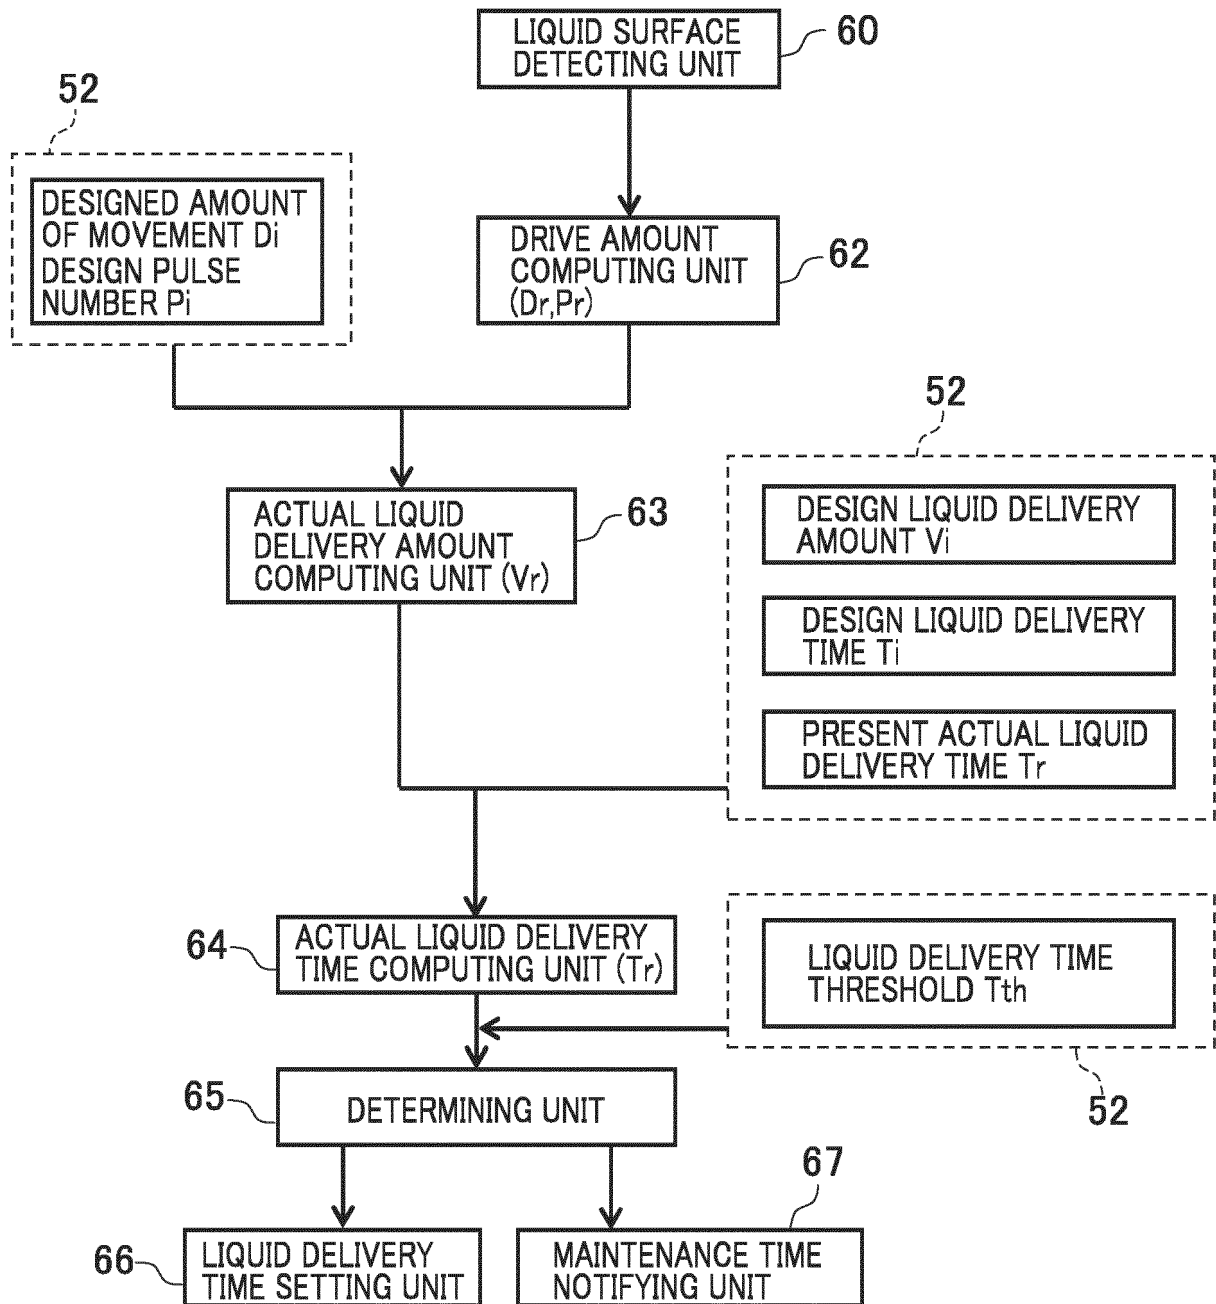 LIQUID SURFACE
DETECTING UNIT
60
52
DESIGNED AMOUNT
OF MOVEMENT Di
DESIGN PULSE
NUMBER Pi
DRIVE AMOUNT
COMPUTING UNIT
(Dr,Pr)
62
52
ACTUAL LIQUID
DELIVERY AMOUNT
COMPUTING UNIT (Vr)
63
DESIGN LIQUID DELIVERY
AMOUNT Vi
DESIGN LIQUID DELIVERY
TIME Ti
PRESENT ACTUAL LIQUID
DELIVERY TIME Tr
64
ACTUAL LIQUID DELIVERY
TIME COMPUTING UNIT (Tr)
LIQUID DELIVERY TIME
THRESHOLD Tth
52
65
DETERMINING UNIT
67
66
LIQUID DELIVERY
TIME SETTING UNIT
MAINTENANCE TIME
NOTIFYING UNIT